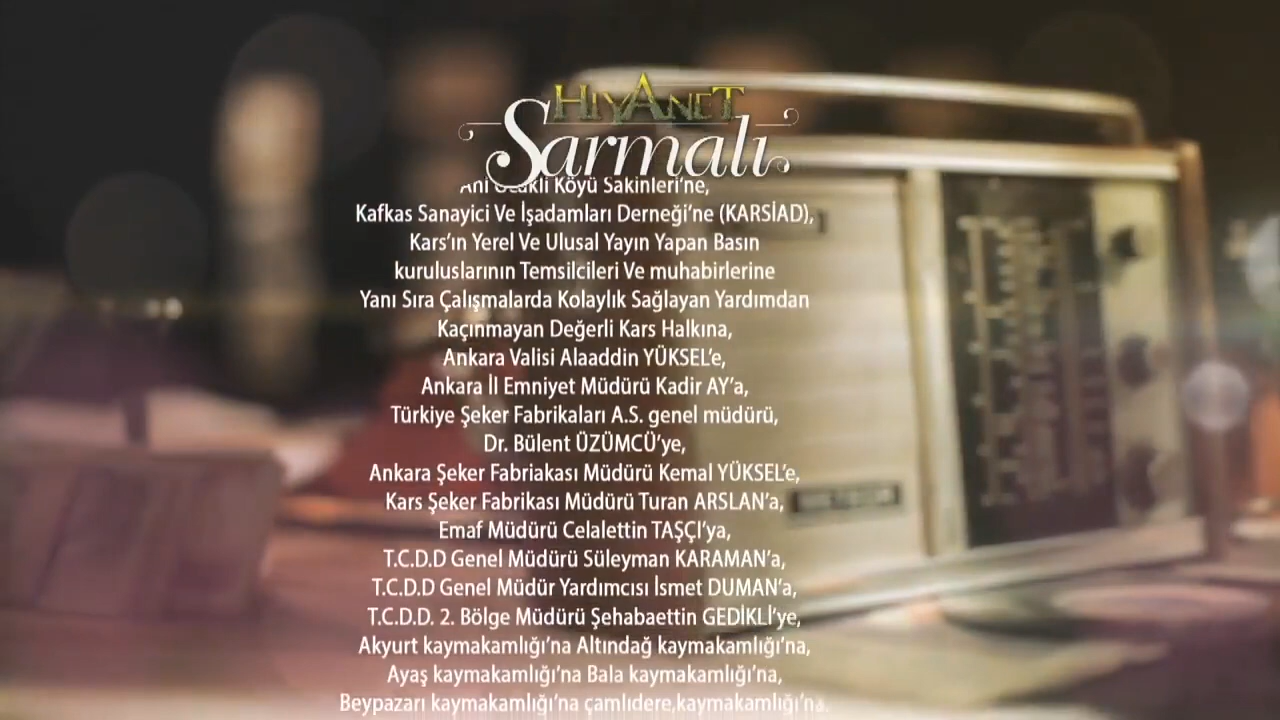 HIYANET
Sarmalı
Köyü Sakinleri'ne,
Kafkas Sanayici Ve İşadamları Derneği'ne (KARSİAD),
Kars'ın Yerel Ve Ulusal Yayın Yapan Basın
kuruluslarının Temsilcileri Ve muhabirlerine
Yanı Sıra Çalışmalarda Kolaylık Sağlayan Yardımdan
Kaçınmayan Değerli Kars Halkına,
Ankara Valisi Alaaddin YÜKSEL'e,
Ankara İl Emniyet Müdürü Kadir AY'a,
Türkiye Şeker Fabrikaları A.S. genel müdürü,
Dr. Bülent ÜZÜMCÜ'ye,
Ankara Şeker Fabriakası Müdürü Kemal YÜKSEL'e,
Kars Şeker Fabrikası Müdürü Turan ARSLAN'a,
Emaf Müdürü Celalettin TAŞÇI'ya,
T.C.D.D Genel Müdürü Süleyman KARAMAN'a,
T.C.D.D Genel Müdür Yardımcısı İsmet DUMAN'a,
T.C.D.D. 2. Bölge Müdürü Şehabaettin GEDİKLİ'ye,
Akyurt kaymakamlığı'na Altındağ kaymakamlığı'na,
Ayaş kaymakamlığı'na Bala kaymakamlığı'na,
Beypazarı kaymakamlığı'na çamlıdere,kaymakamlığı'na.